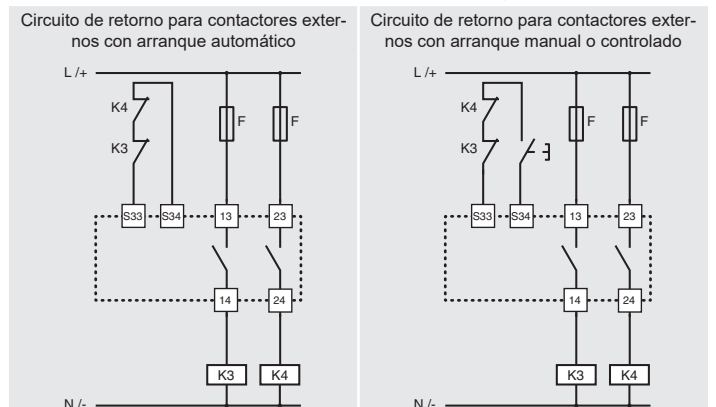 Circuito de retorno para contactores exter-
nos con arranque automático
L /+
K4
K3
F
F
S33
S34
13
23
14
24
K3
K4
N /-
Circuito de retorno para contactores exter-
nos con arranque manual o controlado
L /+
K4
K3
F
F
S33
S34
13
23
14
24
K3
K4
N /-